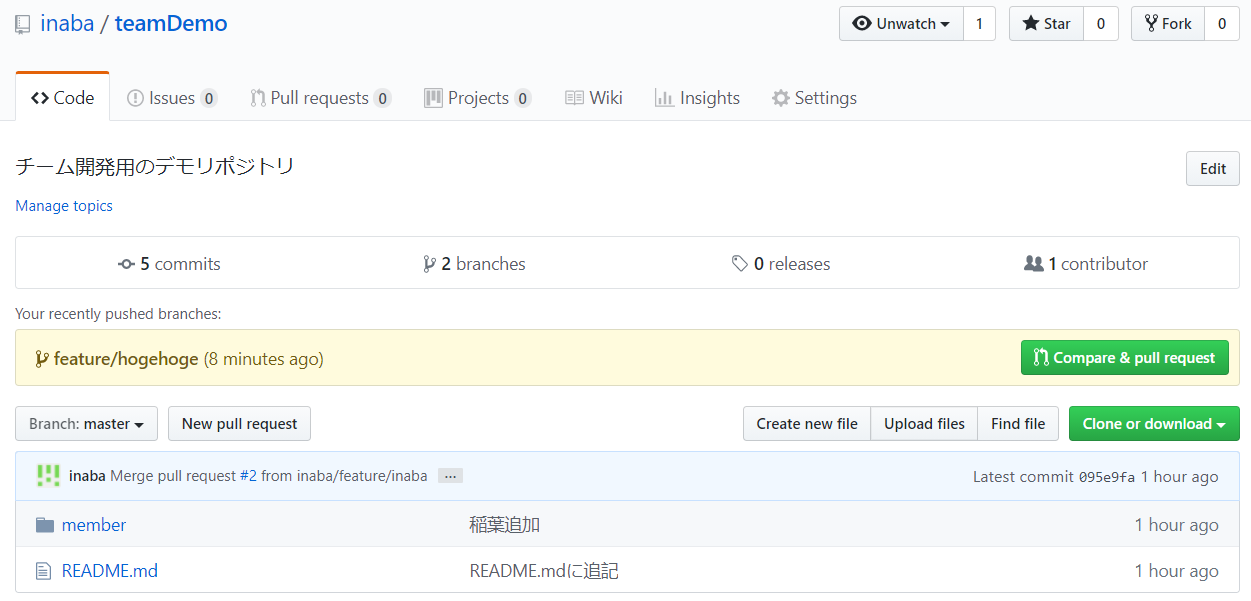 inaba / teamDemo Unwatch 1 Star 0 Fork 0
Code Issues 0 Pull requests 0 Projects 0 Wiki Insights Settings
チーム開発用のデモリポジトリ Edit
Manage topics
5 commits 2 branches 0 releases 1 contributor
Your recently pushed branches:
feature/hogehoge (8 minutes ago) Compare & pull request
Branch: master New pull request Create new file Upload files Find file Clone or download
inaba Merge pull request #2 from inaba/feature/inaba ... Latest commit 095e9fa 1 hour ago
member 稲葉追加 1 hour ago
README.md README.mdに追記 1 hour ago